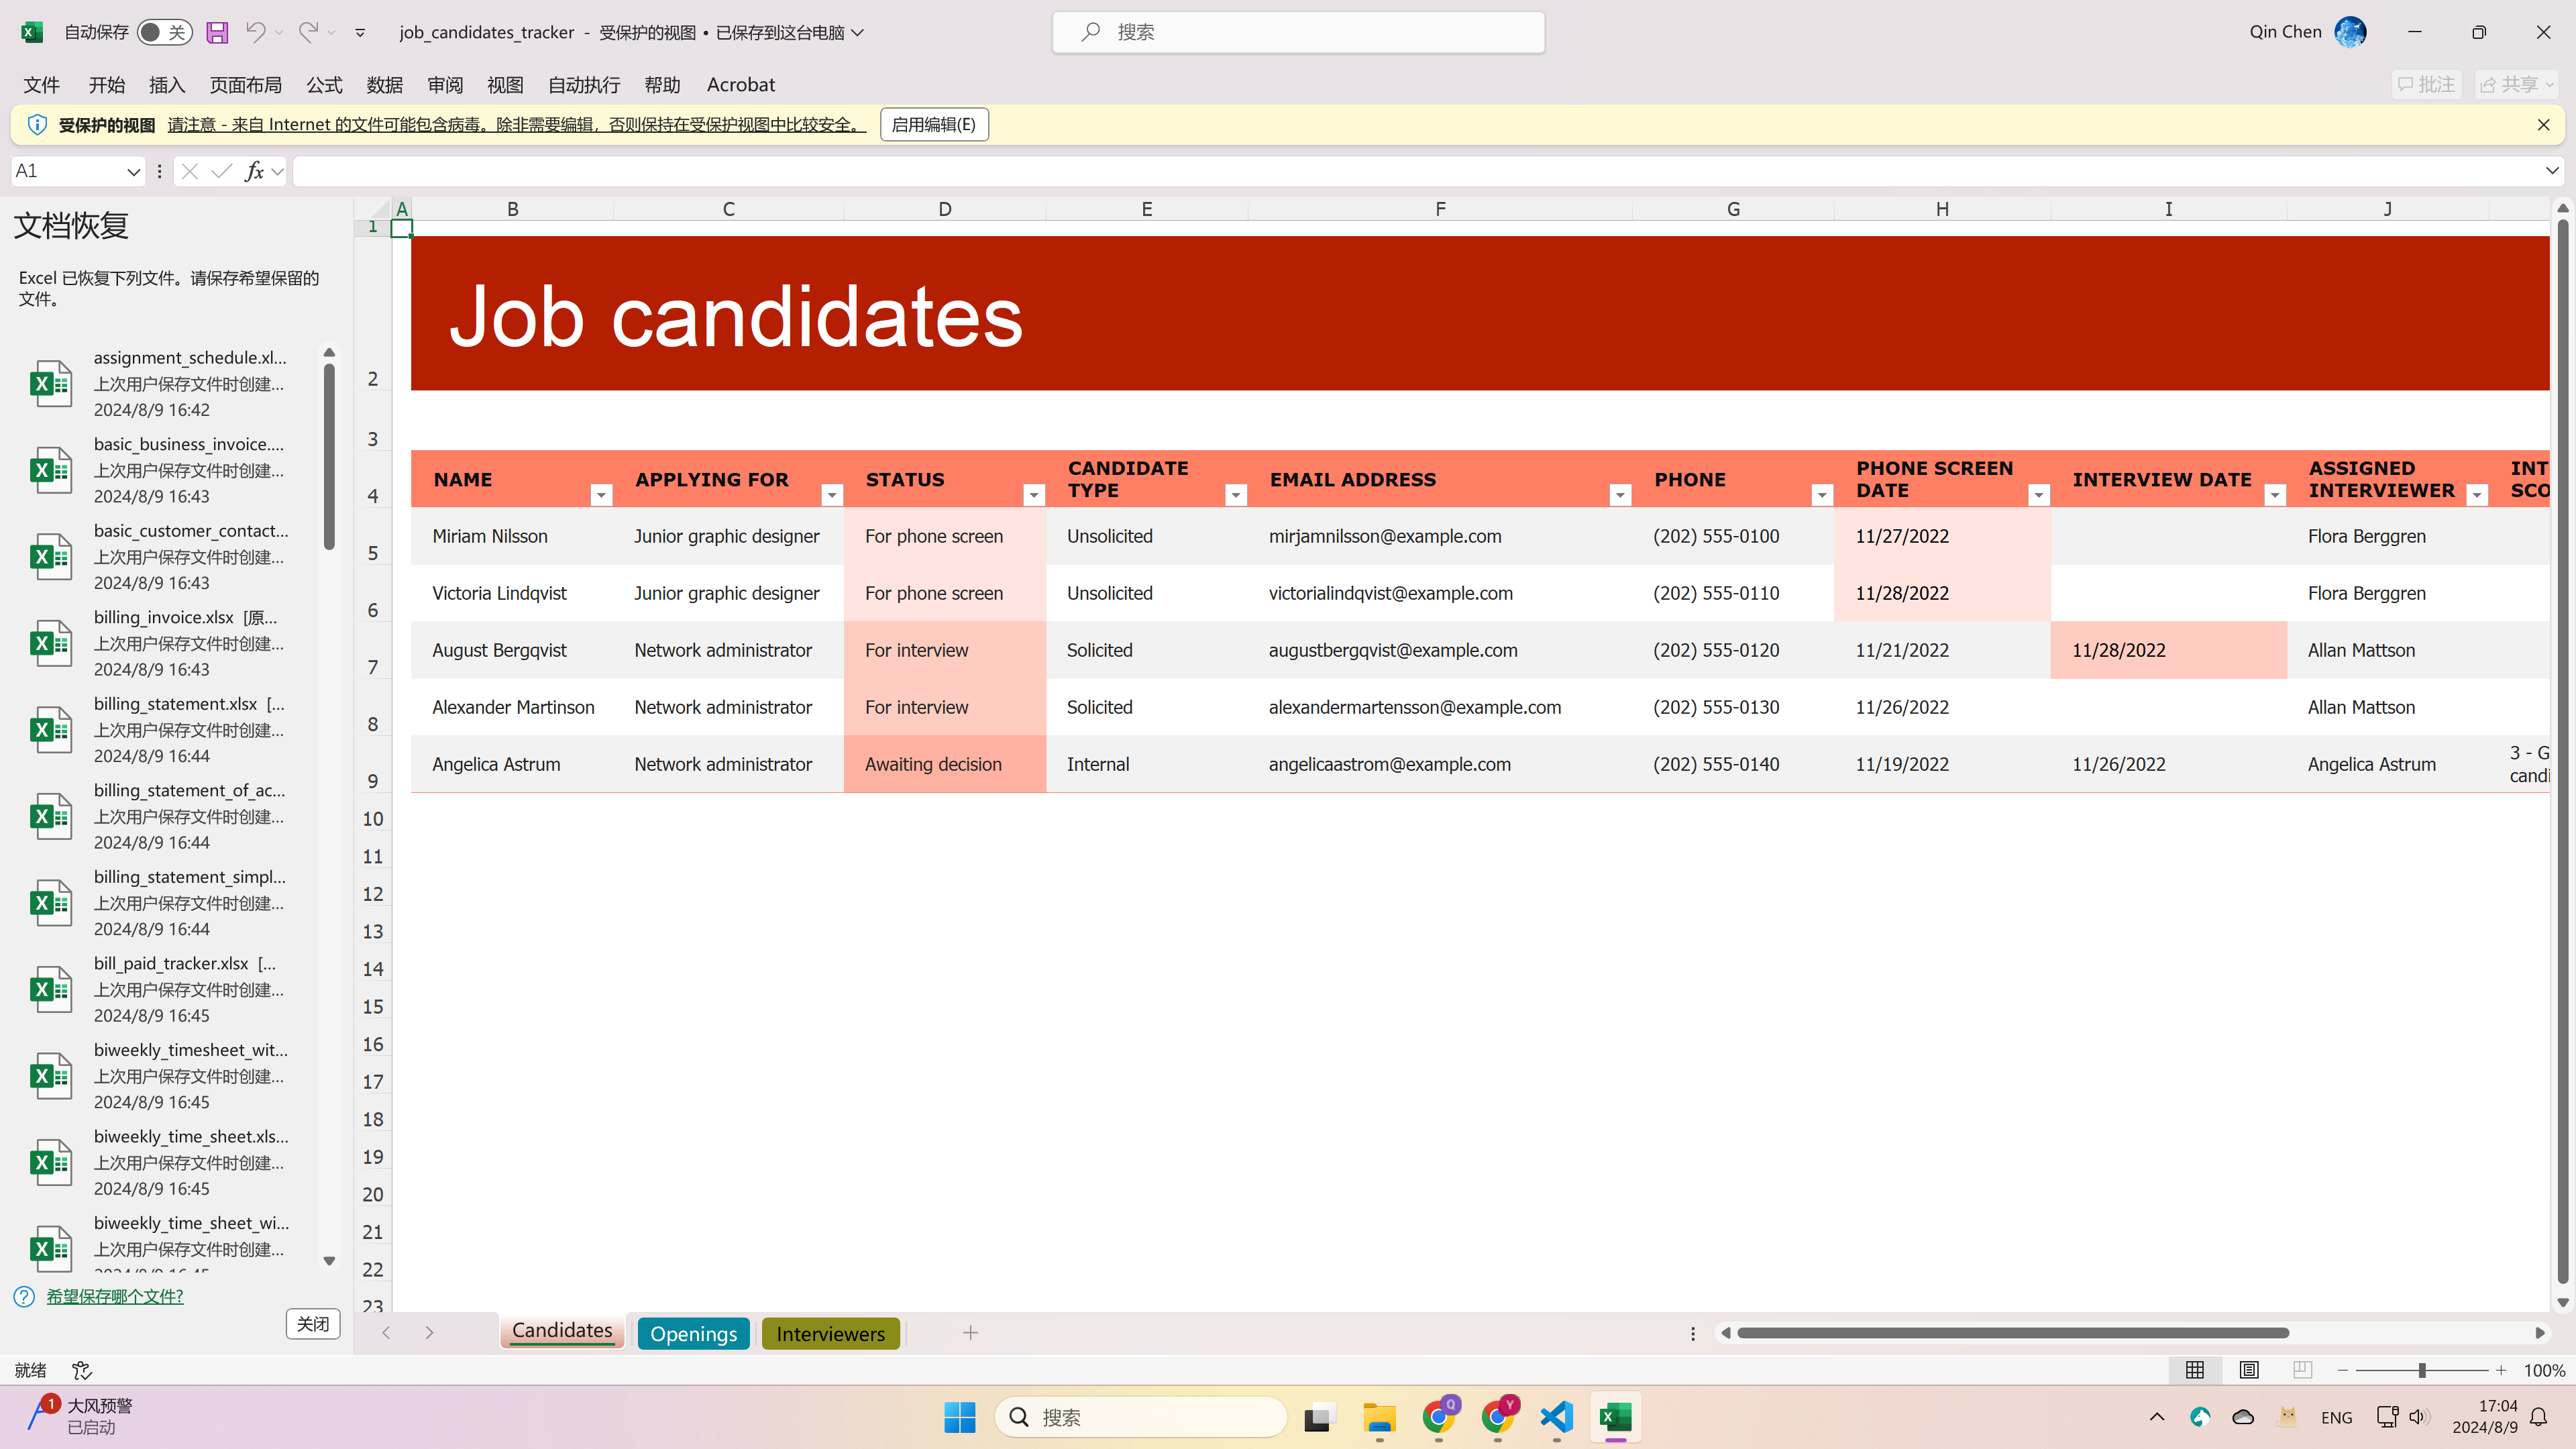 自动保存 关 job_candidates_tracker - 受保护的视图 • 已保存到这台电脑 搜索 Qin Chen
文件 开始 插入 页面布局 公式 数据 审阅 视图 自动执行 帮助 Acrobat 批注 共享
受保护的视图 请注意 - 来自 Internet 的文件可能包含病毒。除非需要编辑，否则保持在受保护视图中比较安全。 启用编辑(E)
A1 fx
文档恢复
Excel 已恢复下列文件。请保存希望保留的
文件。
assignment_schedule.xl...
上次用户保存文件时创建...
2024/8/9 16:42
basic_business_invoice....
上次用户保存文件时创建...
2024/8/9 16:43
basic_customer_contact...
上次用户保存文件时创建...
2024/8/9 16:43
billing_invoice.xlsx [原...
上次用户保存文件时创建...
2024/8/9 16:43
billing_statement.xlsx [...
上次用户保存文件时创建...
2024/8/9 16:44
billing_statement_of_ac...
上次用户保存文件时创建...
2024/8/9 16:44
billing_statement_simpl...
上次用户保存文件时创建...
2024/8/9 16:44
bill_paid_tracker.xlsx [...
上次用户保存文件时创建...
2024/8/9 16:45
biweekly_timesheet_wit...
上次用户保存文件时创建...
2024/8/9 16:45
biweekly_time_sheet.xls...
上次用户保存文件时创建...
2024/8/9 16:45
biweekly_time_sheet_wi...
上次用户保存文件时创建...
希望保存哪个文件?
关闭
A B C D E F G H I J
1
2 Job candidates
3
4 NAME APPLYING FOR STATUS CANDIDATE TYPE EMAIL ADDRESS PHONE PHONE SCREEN DATE INTERVIEW DATE ASSIGNED INTERVIEWER INT SCO
5 Miriam Nilsson Junior graphic designer For phone screen Unsolicited mirjamnilsson@example.com (202) 555-0100 11/27/2022 Flora Berggren
6 Victoria Lindqvist Junior graphic designer For phone screen Unsolicited victorialindqvist@example.com (202) 555-0110 11/28/2022 Flora Berggren
7 August Bergqvist Network administrator For interview Solicited augustbergqvist@example.com (202) 555-0120 11/21/2022 11/28/2022 Allan Mattson
8 Alexander Martinson Network administrator For interview Solicited alexandermartensson@example.com (202) 555-0130 11/26/2022 Allan Mattson
9 Angelica Astrum Network administrator Awaiting decision Internal angelicaastrom@example.com (202) 555-0140 11/19/2022 11/26/2022 Angelica Astrum 3 - G candi
10
11
12
13
14
15
16
17
18
19
20
21
22
23
Candidates Openings Interviewers
就绪 100%
1 大风预警
已启动
搜索
Q Y
ENG
17:04
2024/8/9